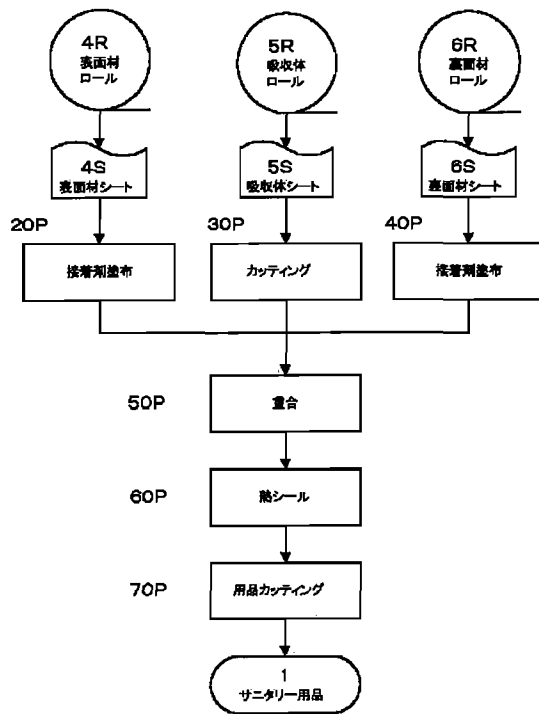 4R
表面材
ロール
5R
吸収体
ロール
6R
裏面材
ロール
4S
表面材シート
5S
吸収体シート
6S
裏面材シート
20P
接着剤塗布
30P
カッティング
40P
接着剤塗布
50P
重合
60P
熱シール
70P
用品カッティング
1
サニタリー用品